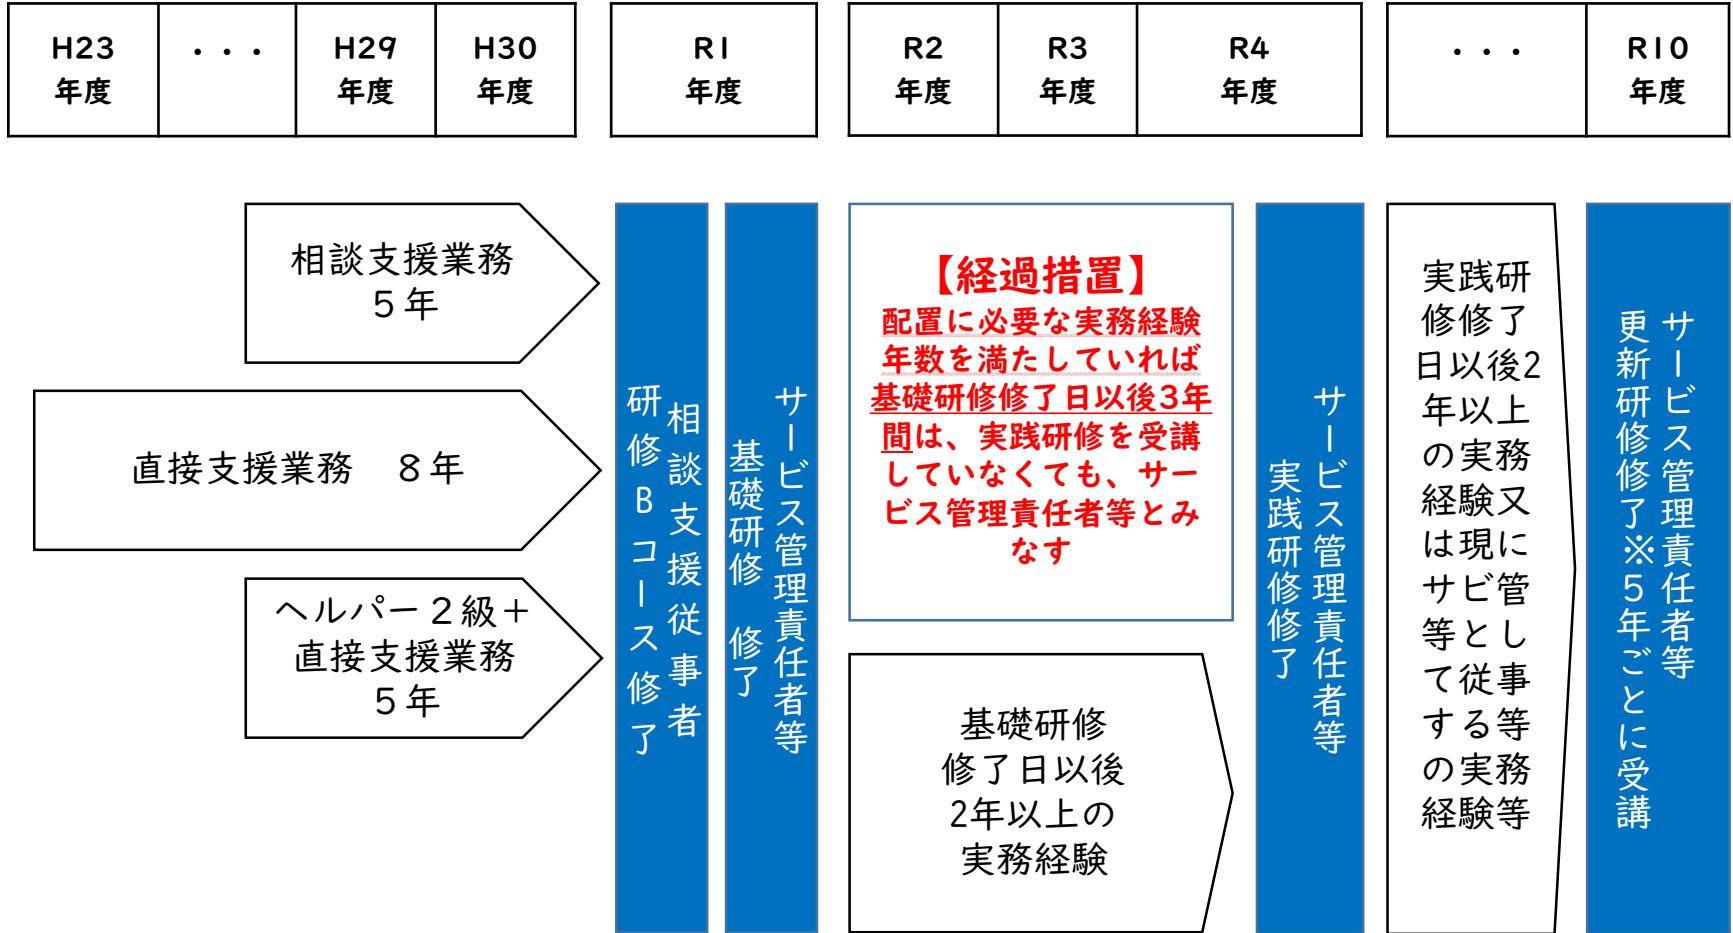 H23
年度
・・・
H29
年度
H30
年度
R1
年度
R2
年度
R3
年度
R4
年度
・・・
R10
年度
相談支援業務
５年
直接支援業務　８年
ヘルパー２級＋
直接支援業務
５年
相談支援従事者
研修Ｂコース修了
サービス管理責任者等
基礎研修　修了
【経過措置】
配置に必要な実務経験
年数を満たしていれば
基礎研修修了日以後3年
間は、実践研修を受講
していなくても、サー
ビス管理責任者等とみ
なす
基礎研修
修了日以後
2年以上の
実務経験
サービス管理責任者等
実践研修修了
実践研
修修了
日以後2
年以上
の実務
経験又
は現に
サビ管
等とし
て従事
する等
の実務
経験等
サービス管理責任者等
更新研修修了※５年ごとに受講